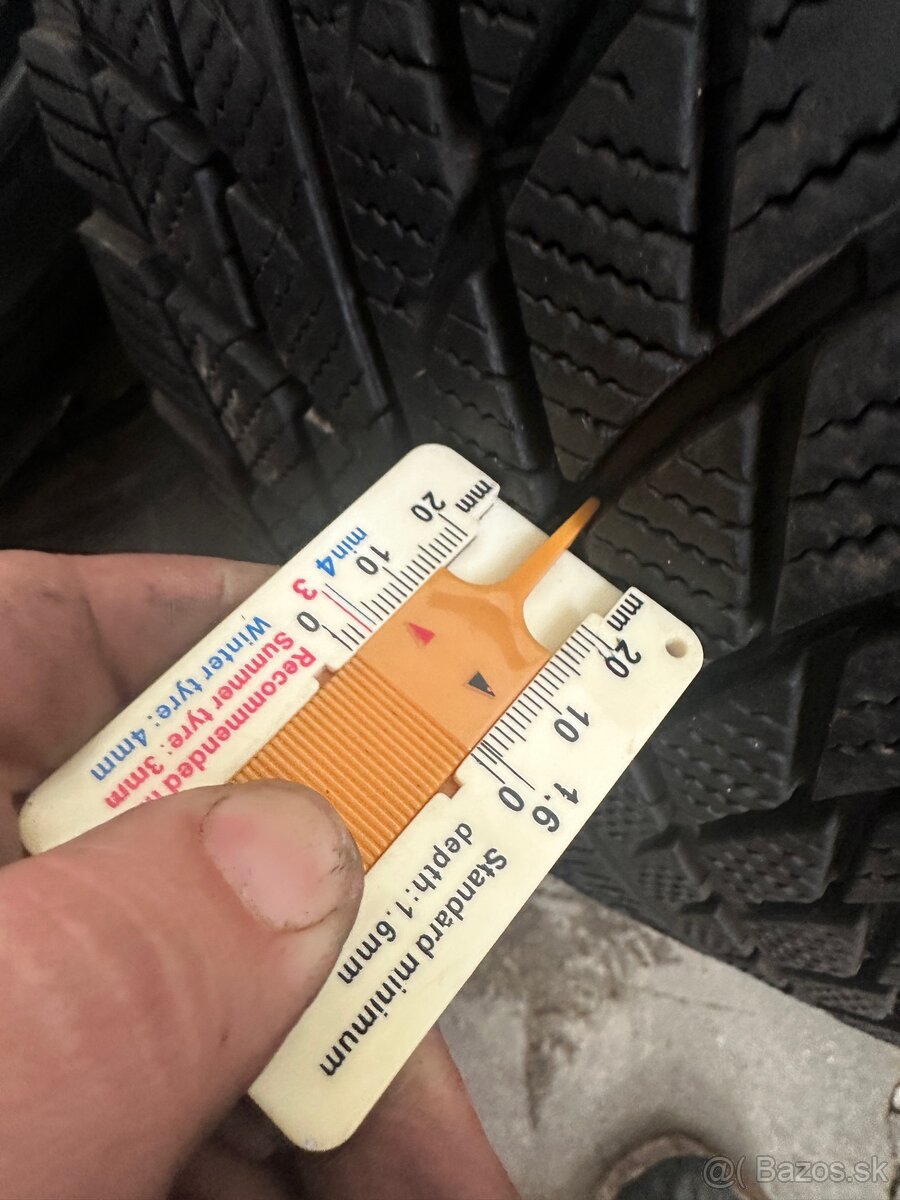 mm
20
10
min4
3
0
Winter tyre:4mm
Summer tyre:3mm
Recommended
mm
20
10
1.6
0
Standard minimum
depth:1.6mm
@( Bazos.sk